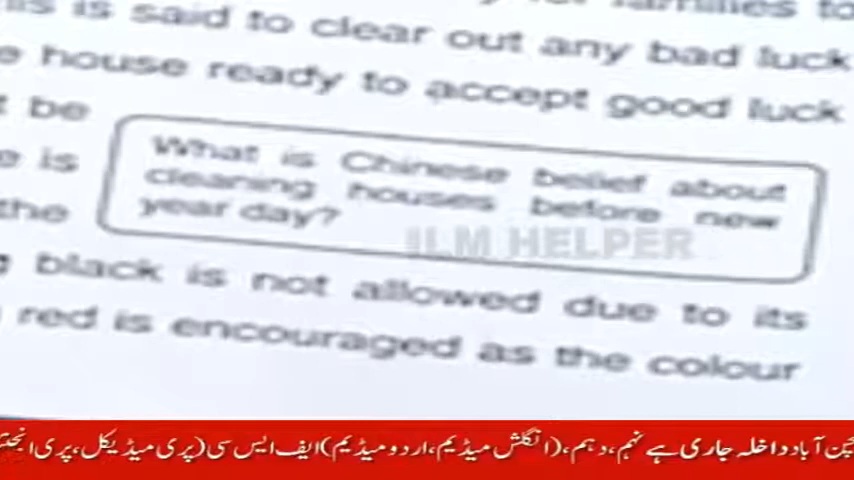 is is said to clear out any bad luck
house ready to accept good luck
be
What is Chinese belief about
cleaning houses before new
year day?
is
the
ILM HELPER
black is not allowed due to its
red is encouraged as the colour
آباد داخلہ جاری ہے نہم، دہم، (انگلش میڈیم، اردو میڈیم) ایف ایس سی (پری میڈیکل، پری